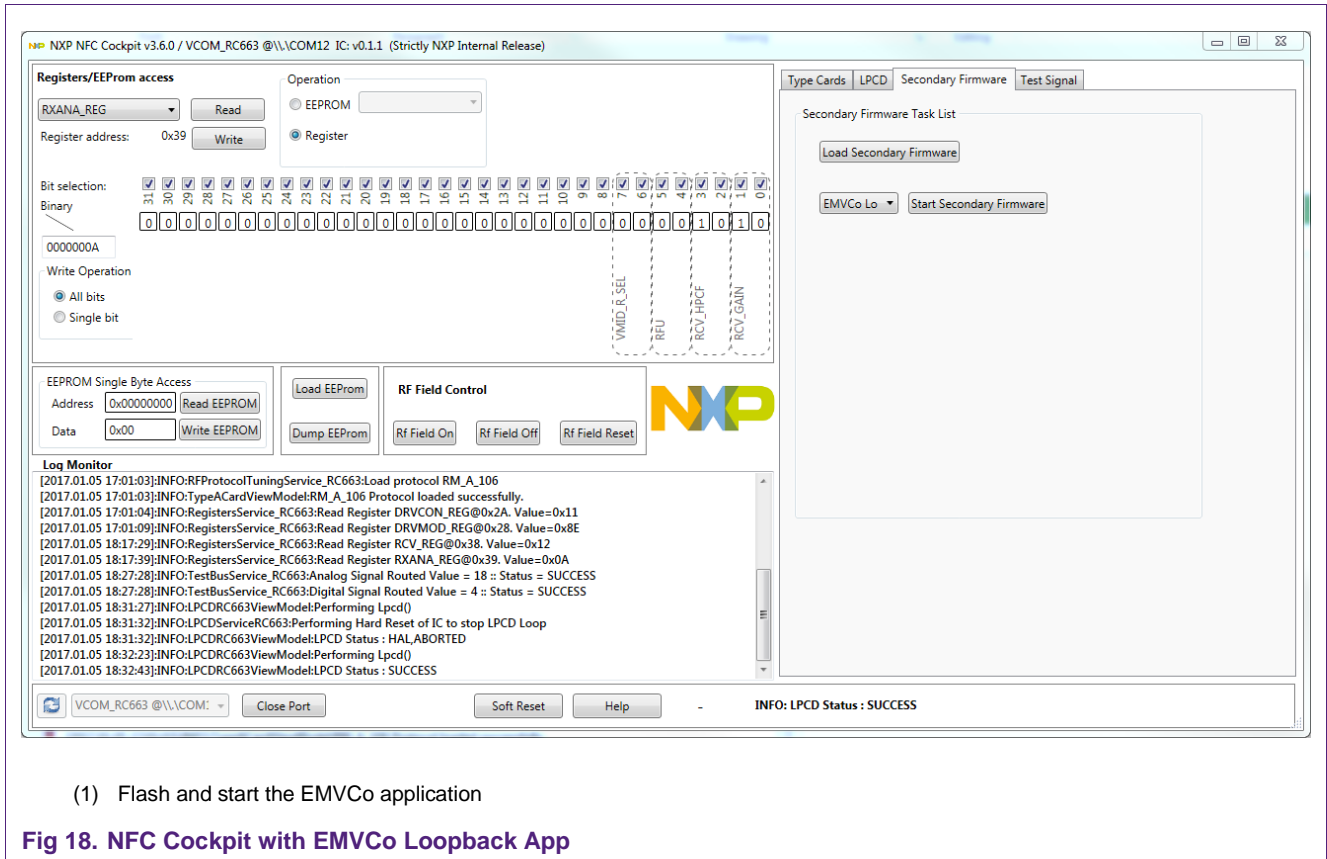 NXP NFC Cockpit v3.6.0 / VCOM_RC663 @\\.\COM12 IC: v0.1.1 (Strictly NXP Internal Release)
Registers/EEProm access
RXANA_REG
Read
Register address: 0x39
Write
Operation
EEPROM
Register
Bit selection:
31 30 29 28 27 26 25 24 23 22 21 20 19 18 17 16 15 14 13 12 11 10 9 8 7 6 5 4 3 2 1 0
Binary
0 0 0 0 0 0 0 0 0 0 0 0 0 0 0 0 0 0 0 0 0 0 0 0 0 0 0 0 1 0 1 0
0000000A
Write Operation
All bits
Single bit
VMID_R_SEL
RFU
RCV_HPCF
RCV_GAIN
EEPROM Single Byte Access
Address 0x00000000 Read EEPROM
Data 0x00 Write EEPROM
Load EEProm
Dump EEProm
RF Field Control
Rf Field On
Rf Field Off
Rf Field Reset
NXP
Log Monitor
[2017.01.05 17:01:03]:INFO:RFProtocolTuningService_RC663:Load protocol RM_A_106
[2017.01.05 17:01:03]:INFO:TypeACardViewModel:RM_A_106 Protocol loaded successfully.
[2017.01.05 17:01:04]:INFO:RegistersService_RC663:Read Register DRVCON_REG@0x2A. Value=0x11
[2017.01.05 17:01:09]:INFO:RegistersService_RC663:Read Register DRVMOD_REG@0x28. Value=0x8E
[2017.01.05 18:17:29]:INFO:RegistersService_RC663:Read Register RCV_REG@0x38. Value=0x12
[2017.01.05 18:17:39]:INFO:RegistersService_RC663:Read Register RXANA_REG@0x39. Value=0x0A
[2017.01.05 18:27:28]:INFO:TestBusService_RC663:Analog Signal Routed Value = 18 :: Status = SUCCESS
[2017.01.05 18:27:28]:INFO:TestBusService_RC663:Digital Signal Routed Value = 4 :: Status = SUCCESS
[2017.01.05 18:31:27]:INFO:LPCDRC663ViewModel:Performing Lpcd()
[2017.01.05 18:31:32]:INFO:LPCDServiceRC663:Performing Hard Reset of IC to stop LPCD Loop
[2017.01.05 18:31:32]:INFO:LPCDRC663ViewModel:LPCD Status : HAL,ABORTED
[2017.01.05 18:32:23]:INFO:LPCDRC663ViewModel:Performing Lpcd()
[2017.01.05 18:32:43]:INFO:LPCDRC663ViewModel:LPCD Status : SUCCESS
Type Cards
LPCD
Secondary Firmware
Test Signal
Secondary Firmware Task List
Load Secondary Firmware
EMVCo Lo
Start Secondary Firmware
VCOM_RC663 @\\.\COM:
Close Port
Soft Reset
Help
-
INFO: LPCD Status : SUCCESS
(1) Flash and start the EMVCo application
Fig 18. NFC Cockpit with EMVCo Loopback App